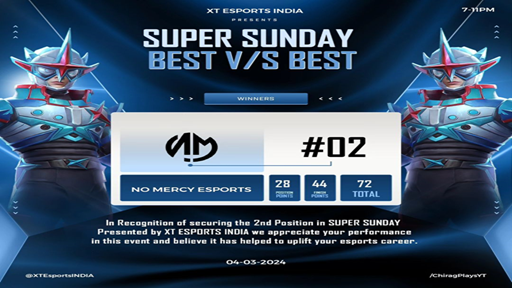 XT ESPORTS INDIA
7-11PM
PRESENTS
SUPER SUNDAY
BEST V/S BEST
> > > WINNERS < < <
NM
#02
NO MERCY ESPORTS
28 POSITION POINTS
44 FINISH POINTS
72 TOTAL
In Recognition of securing the 2nd Position in SUPER SUNDAY
Presented by XT ESPORTS INDIA we appreciate your performance
in this event and believe it has helped to uplift your esports career.
04-03-2024
@XTEsportsINDIA
/ChiragPlaysYT